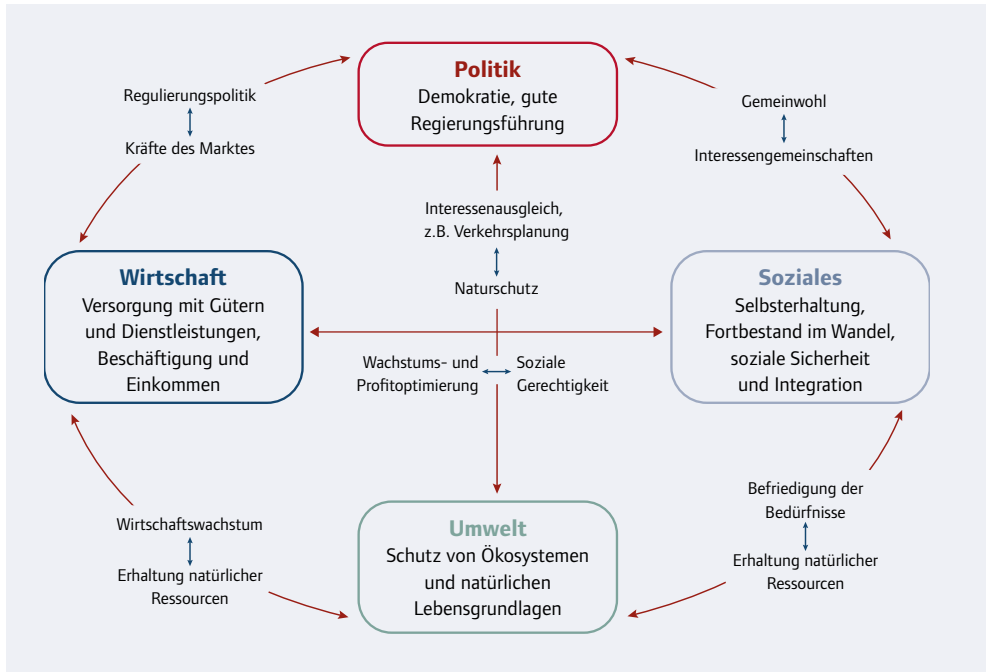 Politik
Demokratie, gute
Regierungsführung
Regulierungspolitik
Kräfte des Marktes
Gemeinwohl
Interessengemeinschaften
Interessenausgleich,
z.B. Verkehrsplanung
Naturschutz
Wirtschaft
Versorgung mit Gütern
und Dienstleistungen,
Beschäftigung und
Einkommen
Soziales
Selbsterhaltung,
Fortbestand im Wandel,
soziale Sicherheit
und Integration
Wachstums- und
Profitoptimierung
Soziale
Gerechtigkeit
Wirtschaftswachstum
Erhaltung natürlicher
Ressourcen
Befriedigung der
Bedürfnisse
Erhaltung natürlicher
Ressourcen
Umwelt
Schutz von Ökosystemen
und natürlichen
Lebensgrundlagen